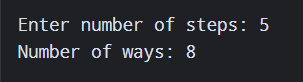 Enter number of steps: 5
Number of ways: 8